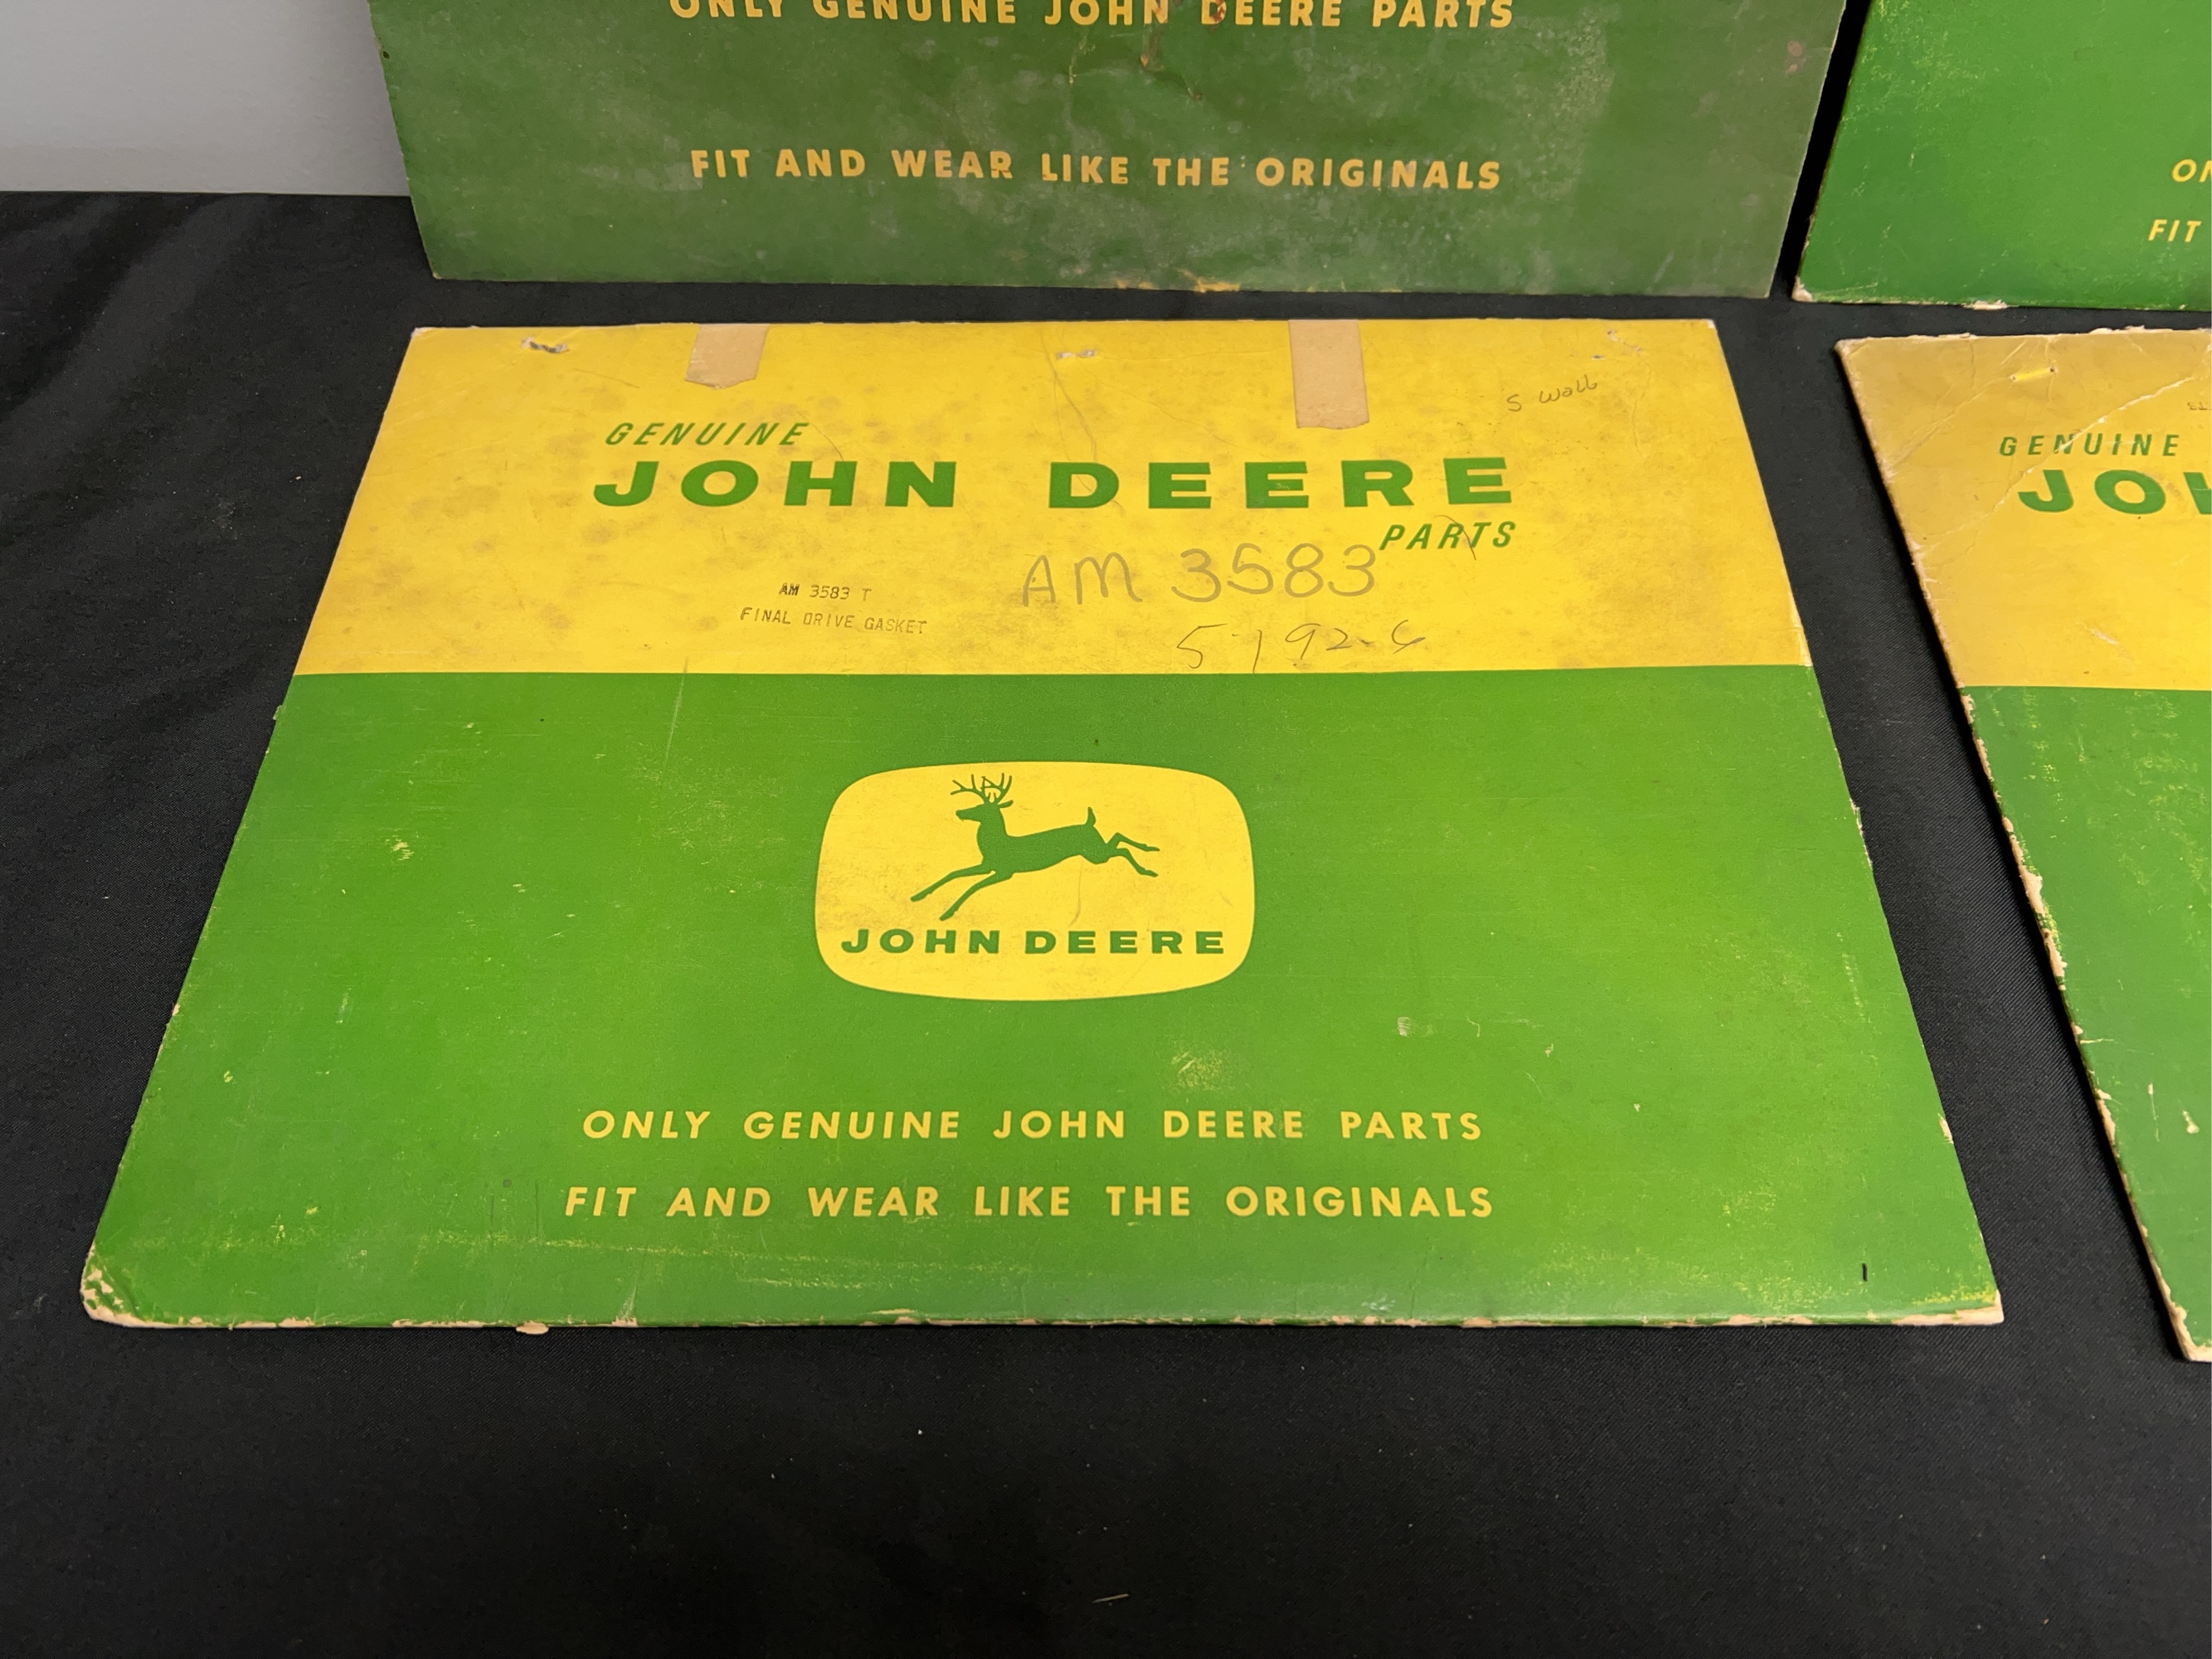 ONLY GENUINE JOHN DEERE PARTS
FIT AND WEAR LIKE THE ORIGINALS
ON
FIT
S Wall
GENUINE
JOHN DEERE
PARTS
AM 3583
AM 3583 T
FINAL DRIVE GASKET
JOHN DEERE
ONLY GENUINE JOHN DEERE PARTS
FIT AND WEAR LIKE THE ORIGINALS
GENUINE
JOH